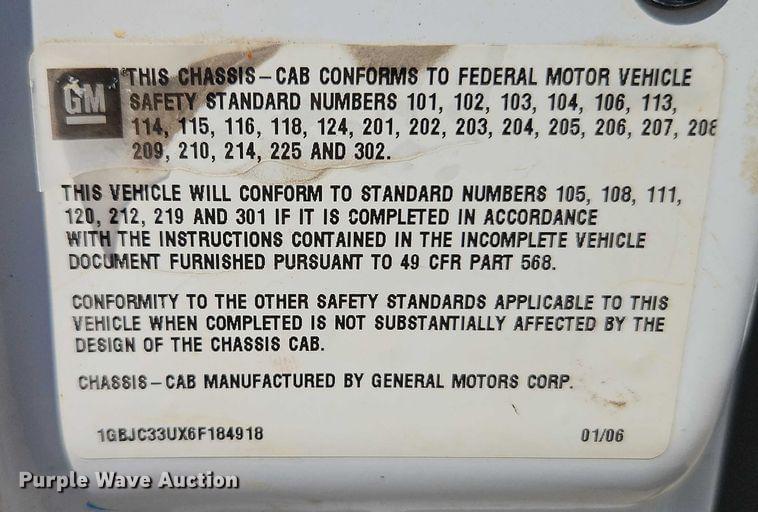 GM
THIS CHASSIS-CAB CONFORMS TO FEDERAL MOTOR VEHICLE
SAFETY STANDARD NUMBERS 101, 102, 103, 104, 106, 113,
114, 115, 116, 118, 124, 201, 202, 203, 204, 205, 206, 207, 208
209, 210, 214, 225 AND 302.
THIS VEHICLE WILL CONFORM TO STANDARD NUMBERS 105, 108, 111,
120, 212, 219 AND 301 IF IT IS COMPLETED IN ACCORDANCE
WITH THE INSTRUCTIONS CONTAINED IN THE INCOMPLETE VEHICLE
DOCUMENT FURNISHED PURSUANT TO 49 CFR PART 568.
CONFORMITY TO THE OTHER SAFETY STANDARDS APPLICABLE TO THIS
VEHICLE WHEN COMPLETED IS NOT SUBSTANTIALLY AFFECTED BY THE
DESIGN OF THE CHASSIS CAB.
CHASSIS-CAB MANUFACTURED BY GENERAL MOTORS CORP.
1GBJC33UX6F184918 01/06
Purple Wave Auction